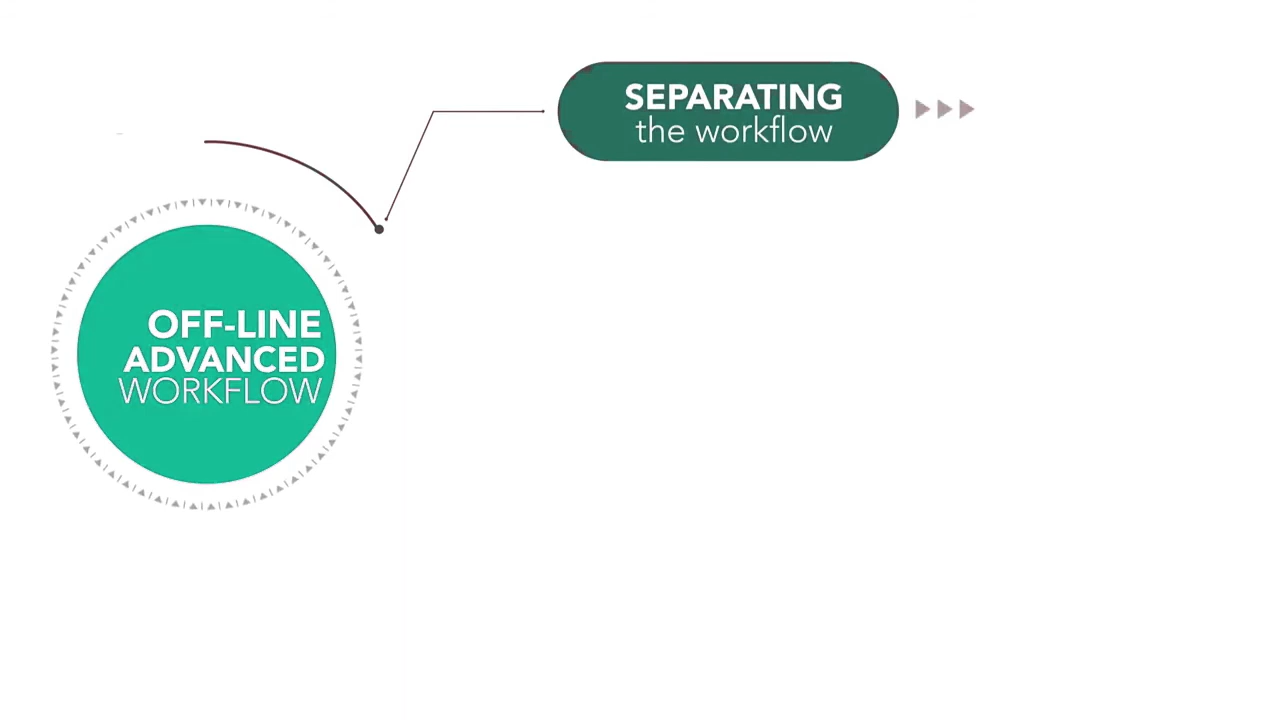 SEPARATING
the workflow
OFF-LINE
ADVANCED
WORKFLOW